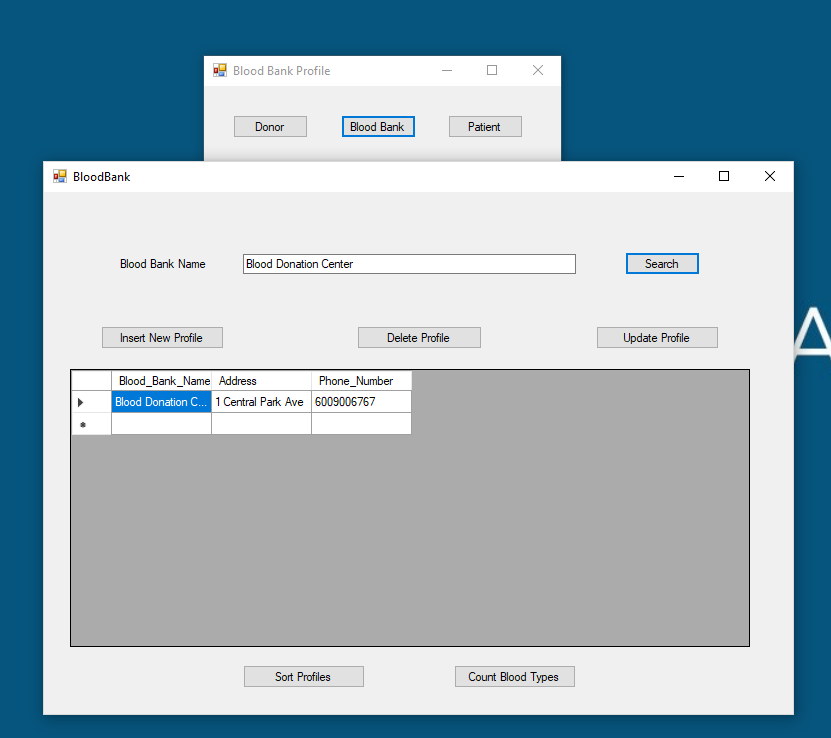 Blood Bank Profile
Donor Blood Bank Patient
BloodBank
Blood Bank Name Blood Donation Center Search
Insert New Profile Delete Profile Update Profile
Blood_Bank_Name Address Phone_Number
Blood Donation C... 1 Central Park Ave 6009006767
Sort Profiles Count Blood Types
A